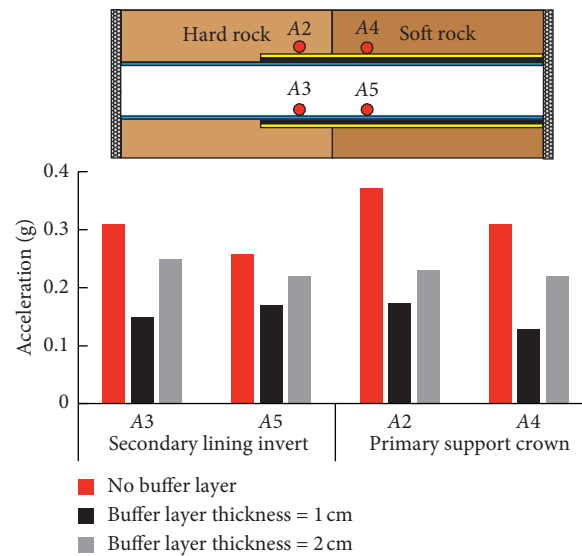 Hard rock
A2
A4
Soft rock
A3
A5
0.4
0.3
0.2
0.1
0
Acceleration (g)
A3
A5
A2
A4
Secondary lining invert
Primary support crown
No buffer layer
Buffer layer thickness = 1 cm
Buffer layer thickness = 2 cm